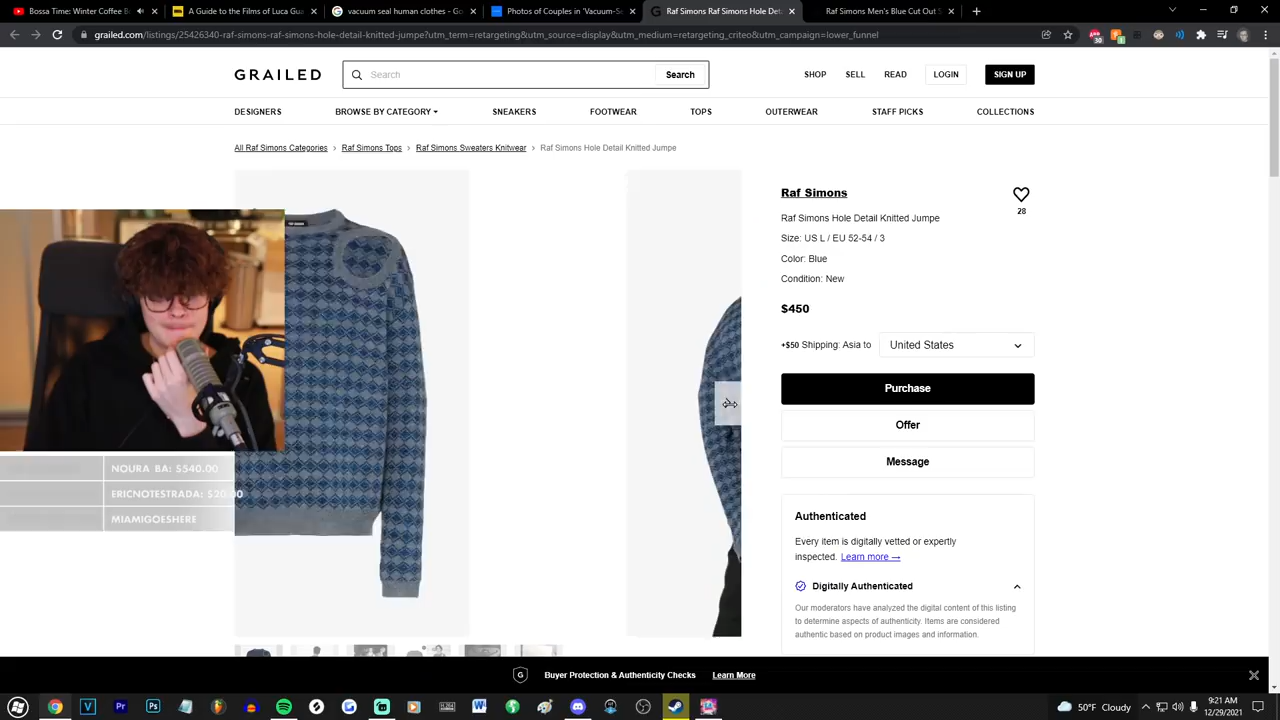 Bossa Time: Winter Coffee
A Guide to the Films of Luca G
vacuum seal human clothes - Go
Photos of Couples in 'Vacuum-S
Raf Simons Raf Simons Hole Det
Raf Simons Men's Blue Hole De
grailed.com/listings/25426340-raf-simons-raf-simons-hole-detail-knitted-jumpe?utm_term=retargeting&utm_source=display&utm_medium=retargeting_criteo&utm_campaign=lower_funnel
30
1
GRAILED
Search
Search
SHOP
SELL
READ
LOGIN
SIGN UP
DESIGNERS
BROWSE BY CATEGORY
SNEAKERS
FOOTWEAR
TOPS
OUTERWEAR
STAFF PICKS
COLLECTIONS
All Raf Simons Categories › Raf Simons Tops › Raf Simons Sweaters Knitwear › Raf Simons Hole Detail Knitted Jumpe
Raf Simons
28
Raf Simons Hole Detail Knitted Jumpe
Size: US L / EU 52-54 / 3
Color: Blue
Condition: New
$450
+$50 Shipping: Asia to
United States
Purchase
Offer
Message
NOURA BA: $540.00
ERICNOTESTRADA: $20.00
MIAMIGOESHERE
Authenticated
Every item is digitally vetted or expertly
inspected. Learn more →
Digitally Authenticated
Our moderators have analyzed the digital content of this listing
to determine aspects of authenticity. Items are considered
authentic based on product images and information.
G
Buyer Protection & Authenticity Checks
Learn More
50°F Cloudy
9:21 AM
12/29/2021